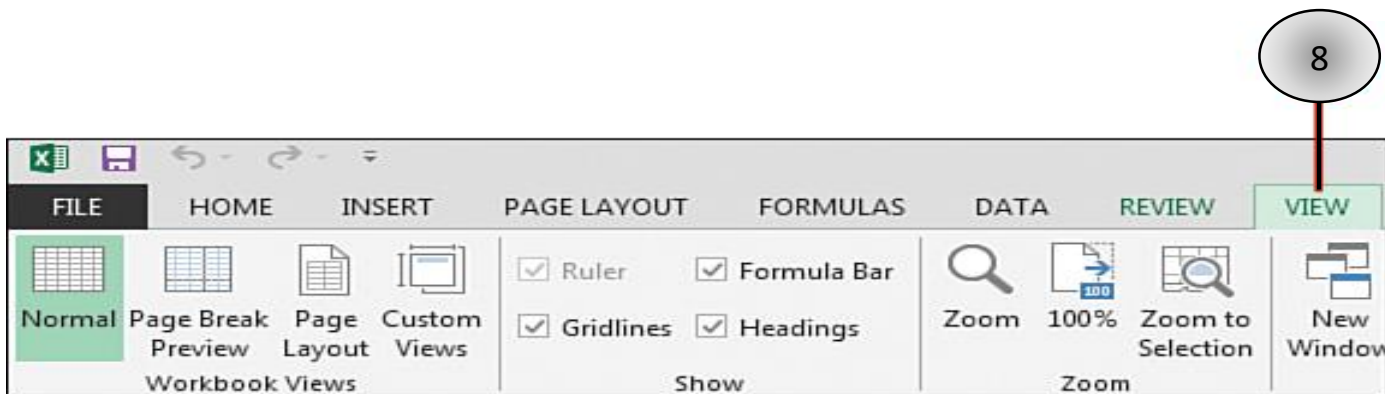 8
FILE HOME INSERT PAGE LAYOUT FORMULAS DATA REVIEW VIEW
Normal Page Break Preview Page Layout Custom Views
Workbook Views
Ruler Formula Bar
Gridlines Headings
Show
Zoom 100% Zoom to Selection
100
Zoom
New Window